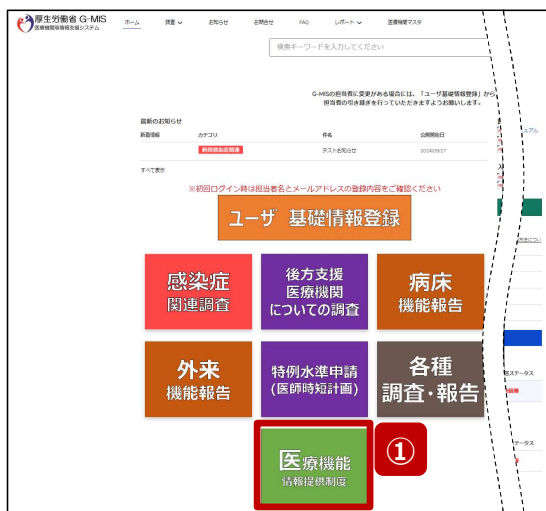 厚生労働省 G-MIS
医療機関等情報支援システム
ホーム 調査 お知らせ お問合せ FAQ レポート 医療機関マスタ
検索キーワードを入力してください
G-MISの担当者に変更がある場合には、「ユーザ基礎情報登録」から
担当者の引き継ぎを行っていただきますようお願いします。
最新のお知らせ
新着情報 カテゴリ 件名 公開開始日
新興感染症関連 テストお知らせ 2024/09/27
すべて表示
※初回ログイン時は担当者名とメールアドレスの登録内容をご確認ください
ユーザ 基礎情報登録
感染症
関連調査
後方支援
医療機関
についての調査
病床
機能報告
外来
機能報告
特例水準申請
(医師時短計画)
各種
調査・報告
医療機能
情報提供制度
①